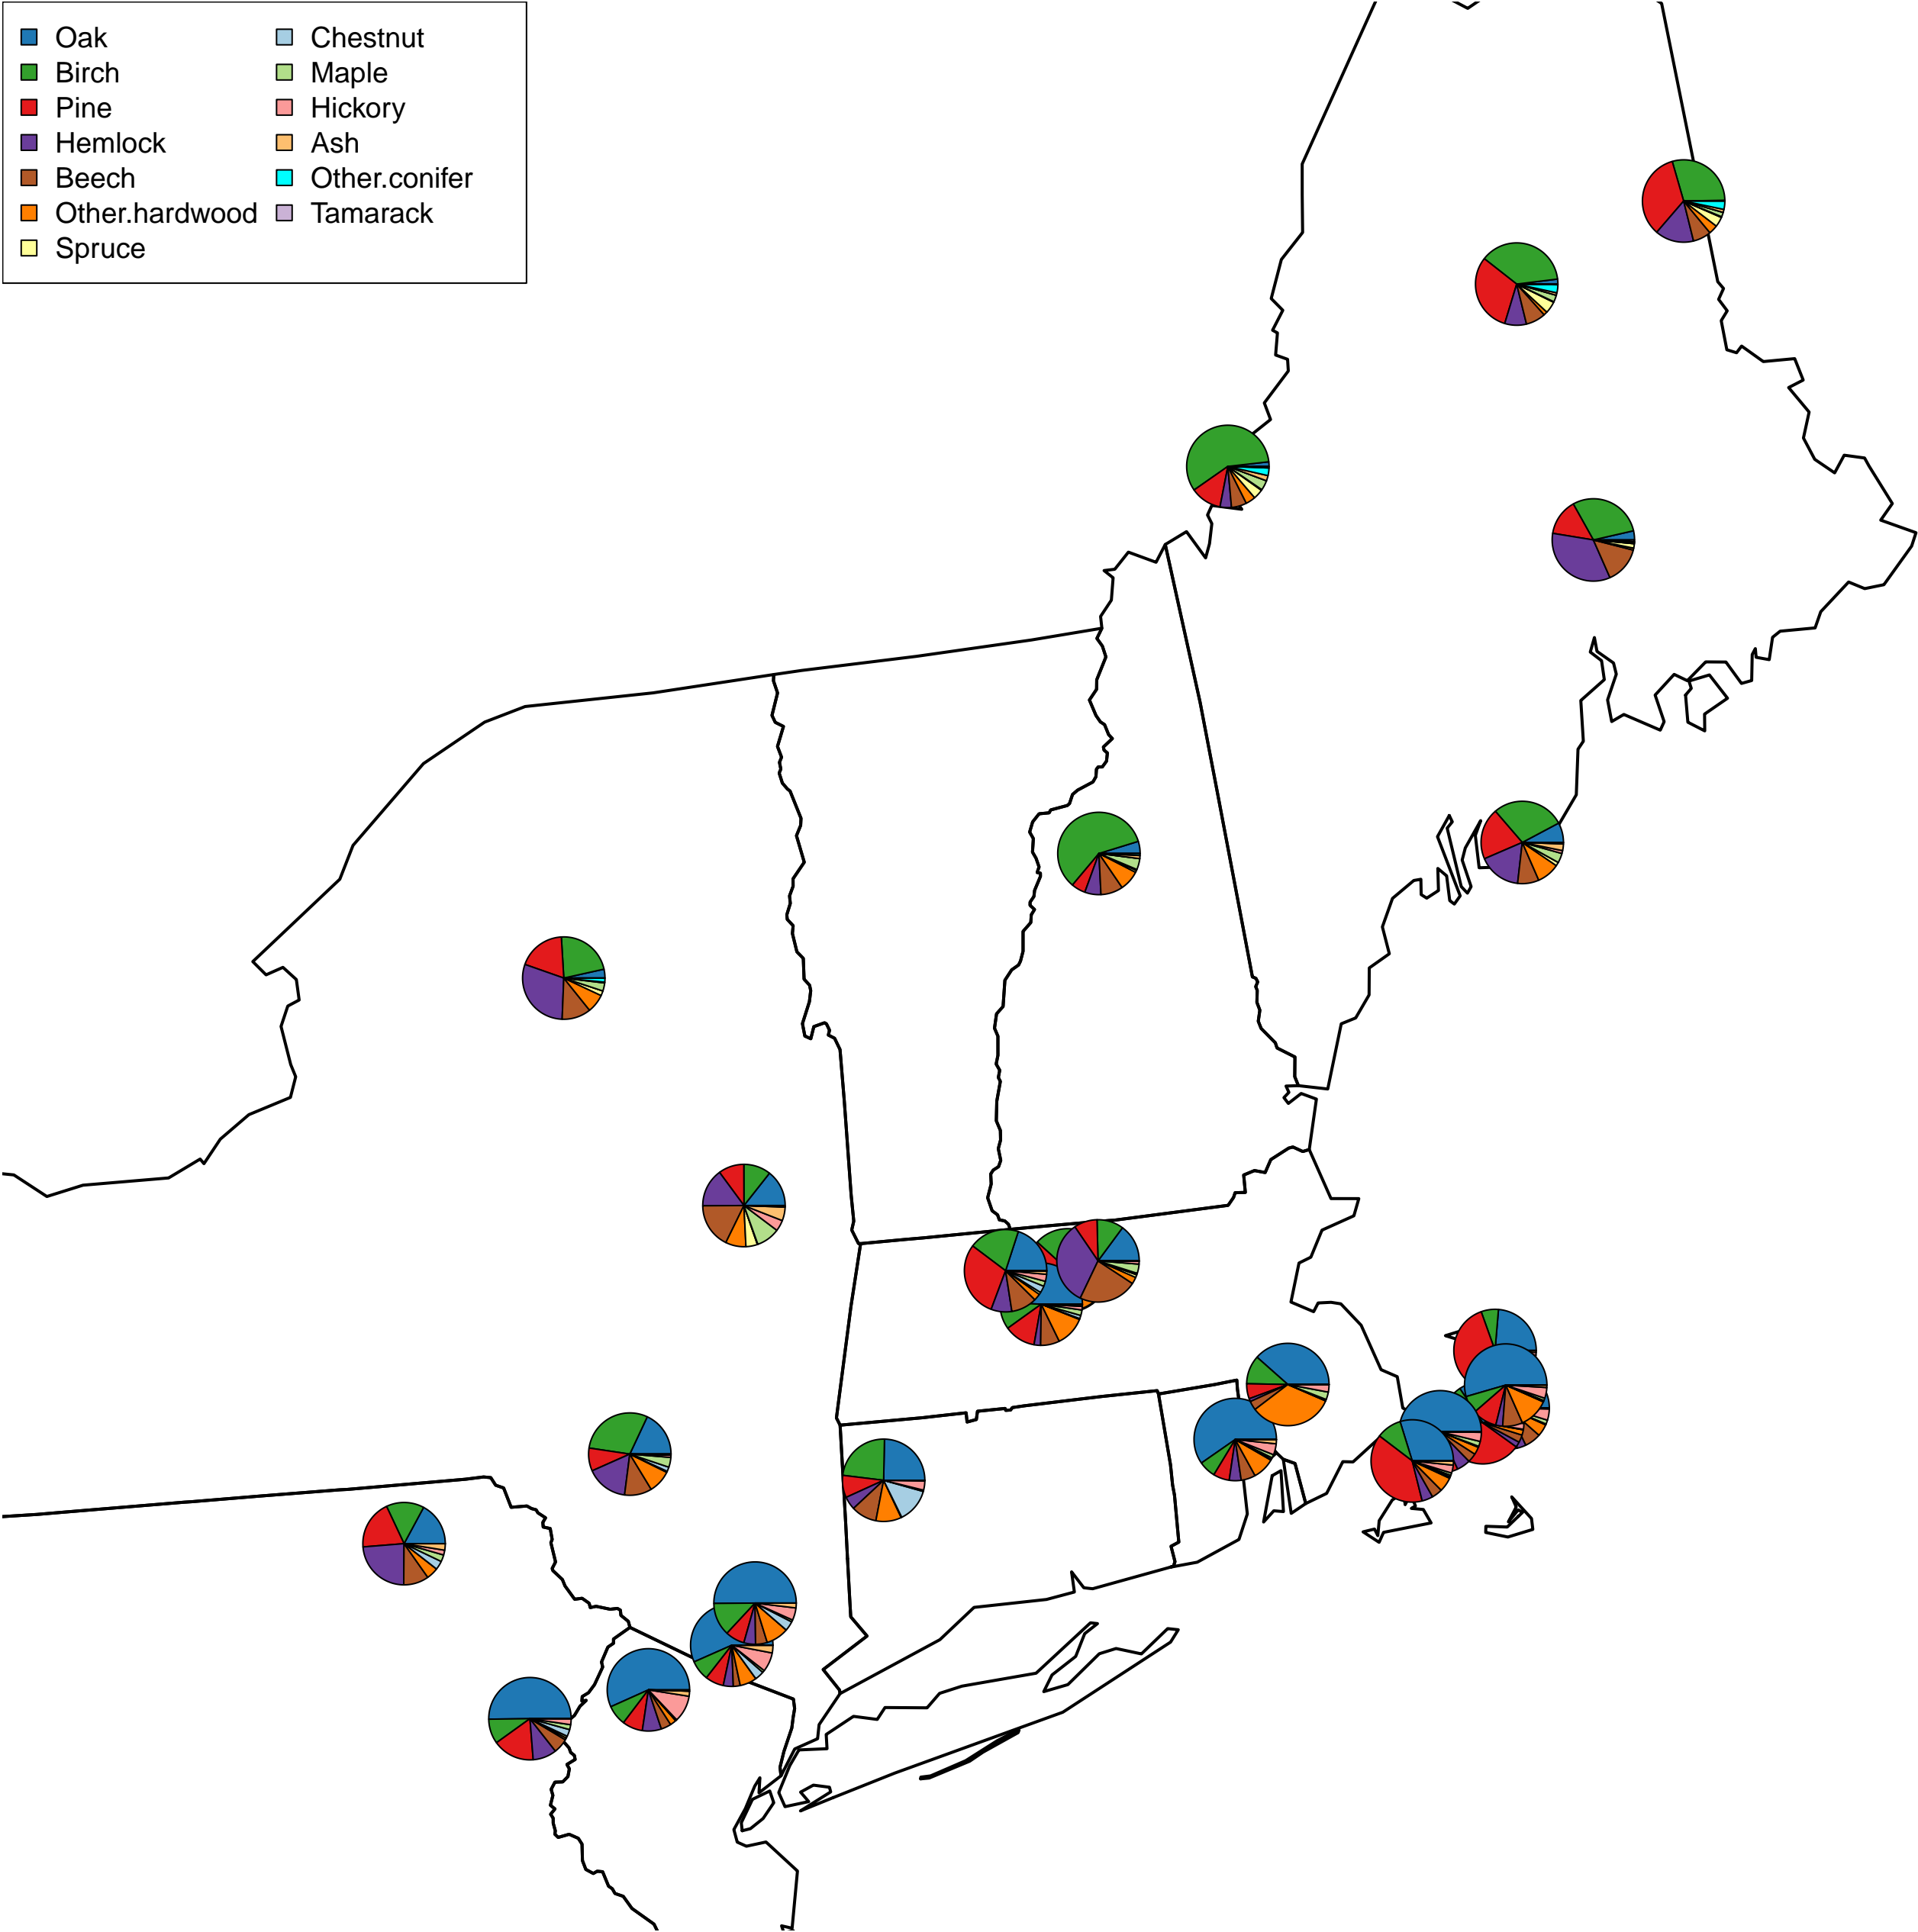 Oak
Birch
Pine
Hemlock
Beech
Other.hardwood
Spruce
Chestnut
Maple
Hickory
Ash
Other.conifer
Tamarack